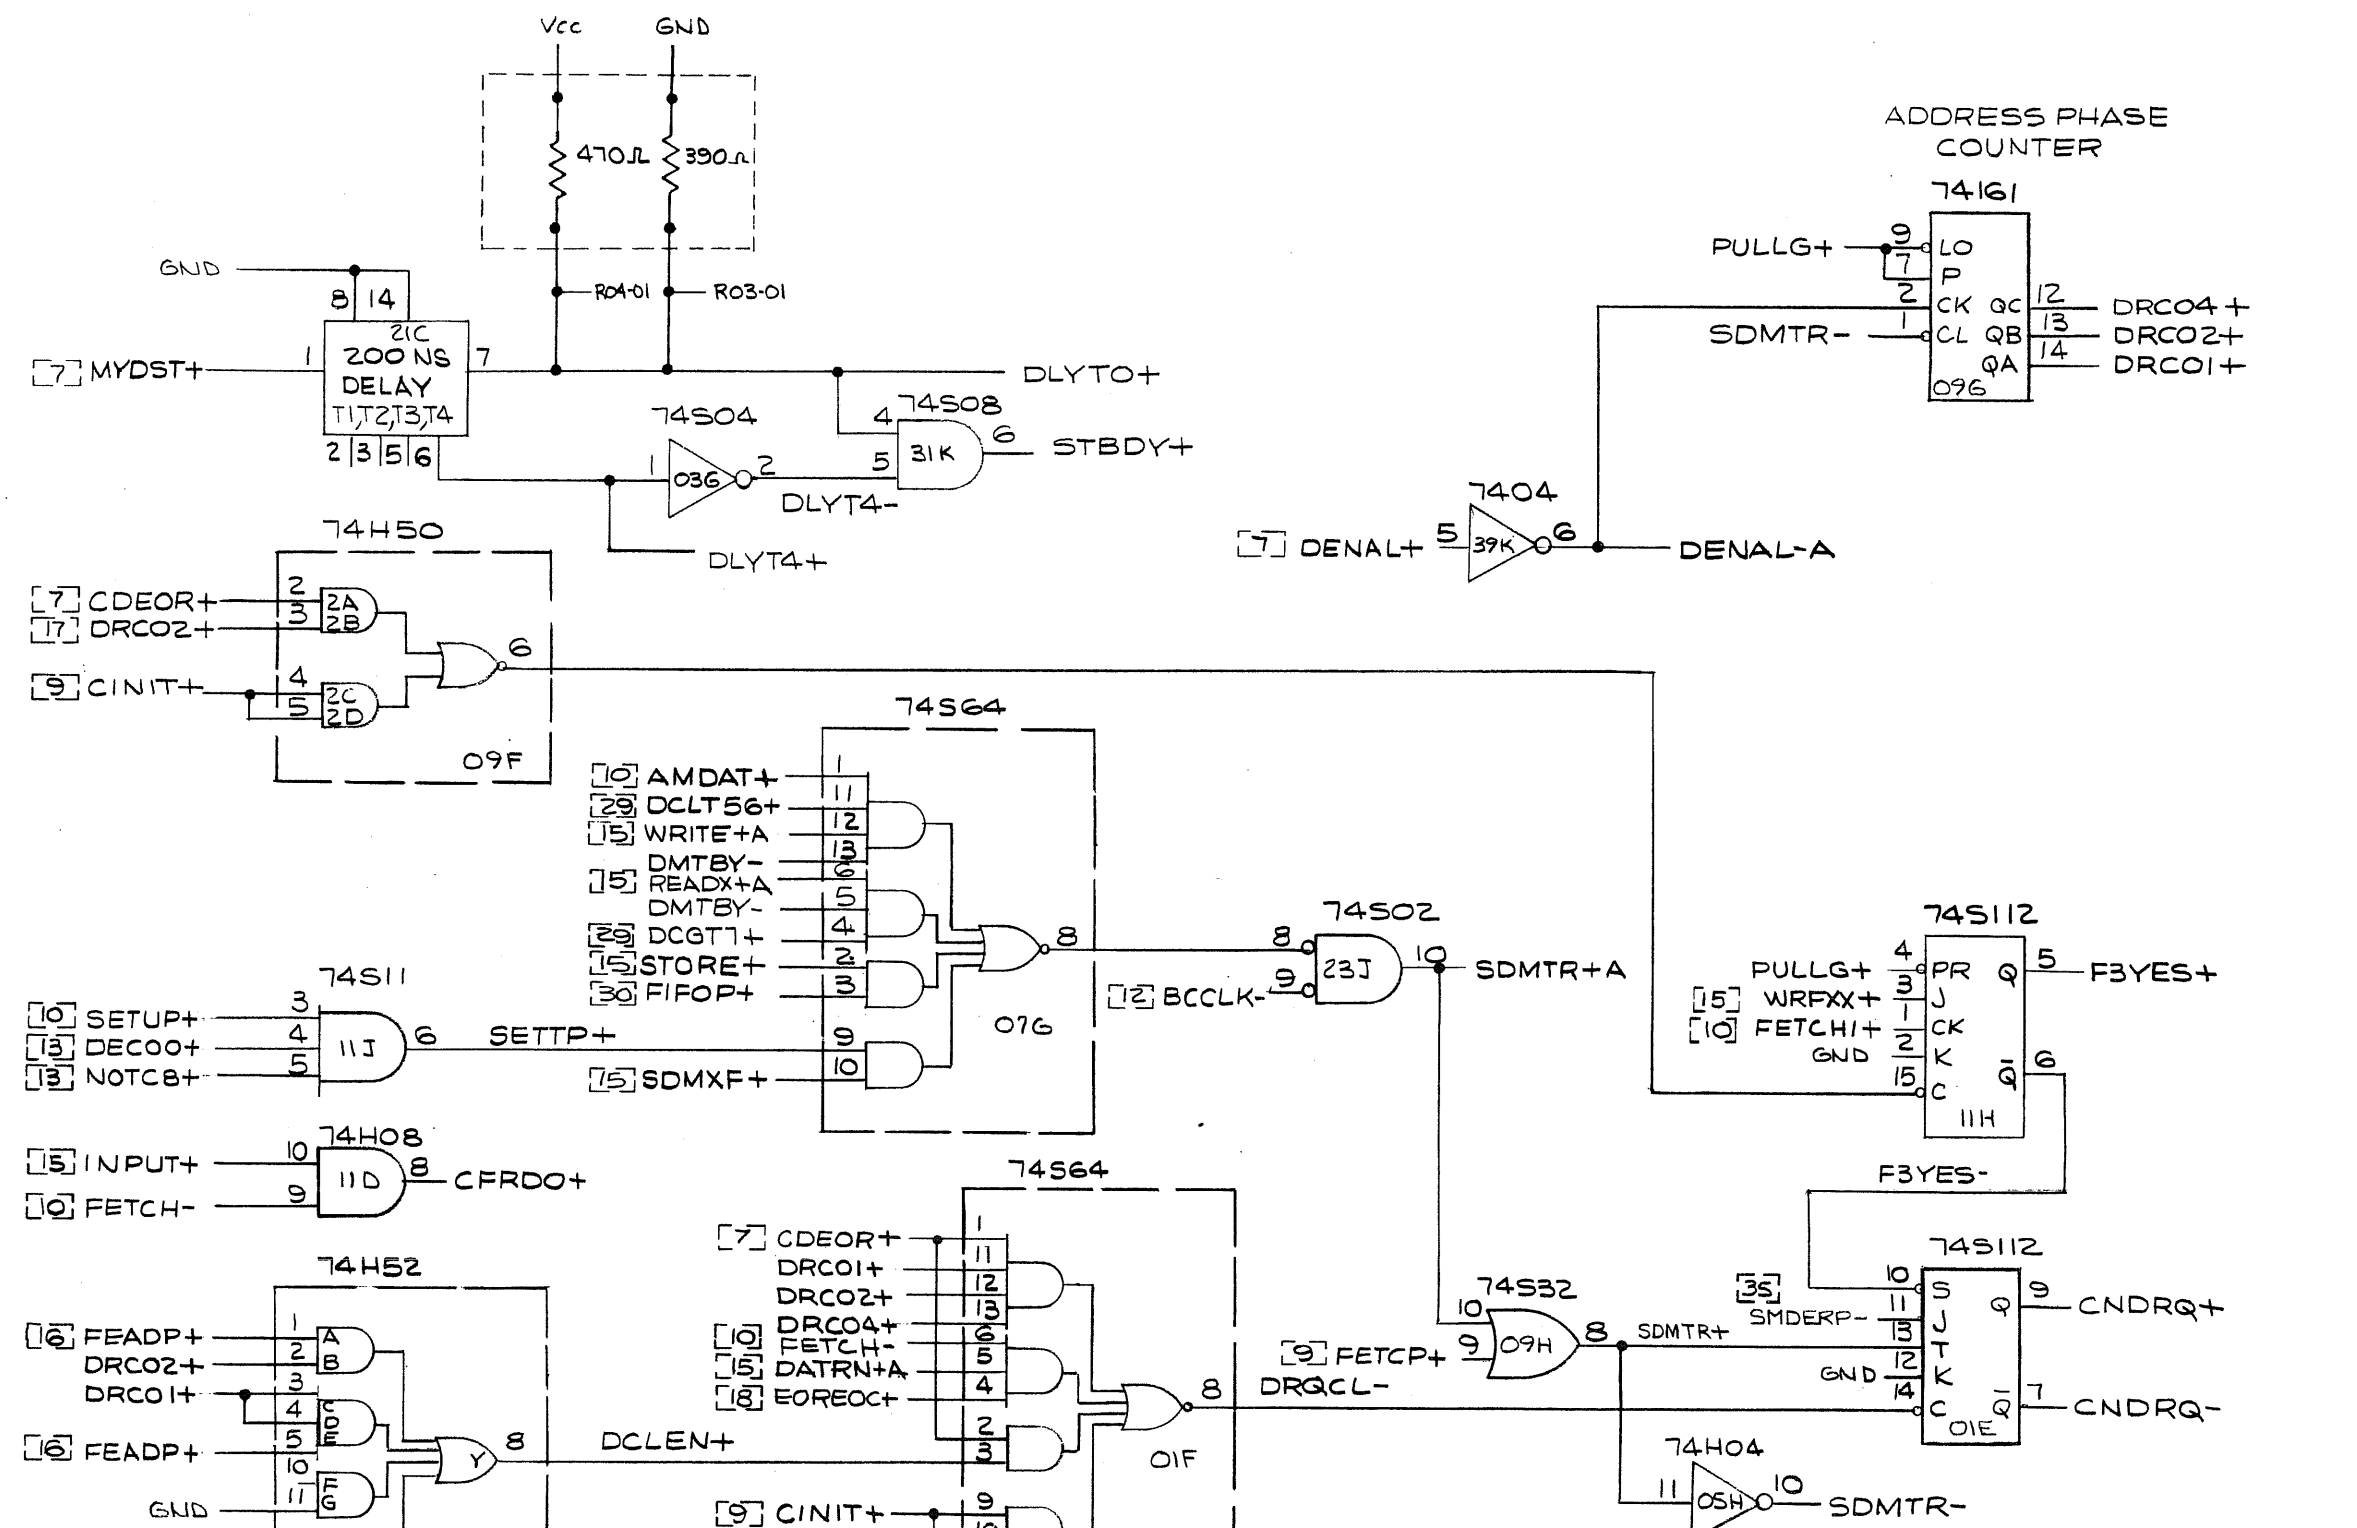 Vcc GND
470Ω 390Ω
R04-01 R03-01
GND
8 14
21C
200 NS
DELAY
T1,T2,T3,T4
[7] MYDST+ 1
7
2 3 5 6
DLYT0+
74S04
1 03G 2
DLYT4-
DLYT4+
74S08
4
5
31K
6 STBDY+
ADDRESS PHASE
COUNTER
74161
PULLG+ 9 LO
7 P
2 CK QC 12 DRC04+
SDMTR- 1 CL QB 13 DRC02+
QA 14 DRC01+
09G
7404
[7] DENAL+ 5 39K 6 DENAL-A
74H50
[7] CDEOR+ 2 2A
[17] DRC02+ 3 2B
6
[9] CINIT+ 4 2C
5 2D
09F
74S64
[10] AMDAT+ 1
[29] DCLT56+ 11
[15] WRITE+A 12
DMTBY- 13
[15] READX+A 6
DMTBY- 5
[29] DCGT7+ 4
[15] STORE+ 2
[30] FIFOP+ 3
9
[15] SDMXF+ 10
07G
8
74S11
[10] SETUP+ 3
[13] DEC00+ 4
[13] NOTC8+ 5
11J
6 SETTP+
74S02
8
[12] BCCLK- 9
23J
10 SDMTR+A
74S112
PULLG+ 4 PR Q 5 F3YES+
[15] WRFXX+ 3 J
[10] FETCH1+ 1 CK
GND 2 K
Q̅ 6
15 C
11H
F3YES-
74H08
[15] INPUT+ 10
[10] FETCH- 9
11D
8 CFRD0+
74H52
[16] FEADP+ 1 A
DRC02+ 2 B
DRC01+ 3 C
4 D
[16] FEADP+ 5 E
10 F
GND 11 G
Y 8 DCLEN+
74S64
[7] CDEOR+ 1
DRC01+ 11
DRC02+ 12
DRC04+ 13
[10] FETCH- 6
[15] DATRN+A 5
[18] EOREOC+ 4
2
3
[9] CINIT+ 9
10
01F
8 DRQCL-
74S32
10
[9] FETCP+ 9
09H
8 SDMTR+
74S112
10 S
[35] SMDERP- 11 J
13 T
GND 12 K
14 C
Q 9 CNDRQ+
Q̅ 7 CNDRQ-
01E
74H04
11 05H 10 SDMTR-